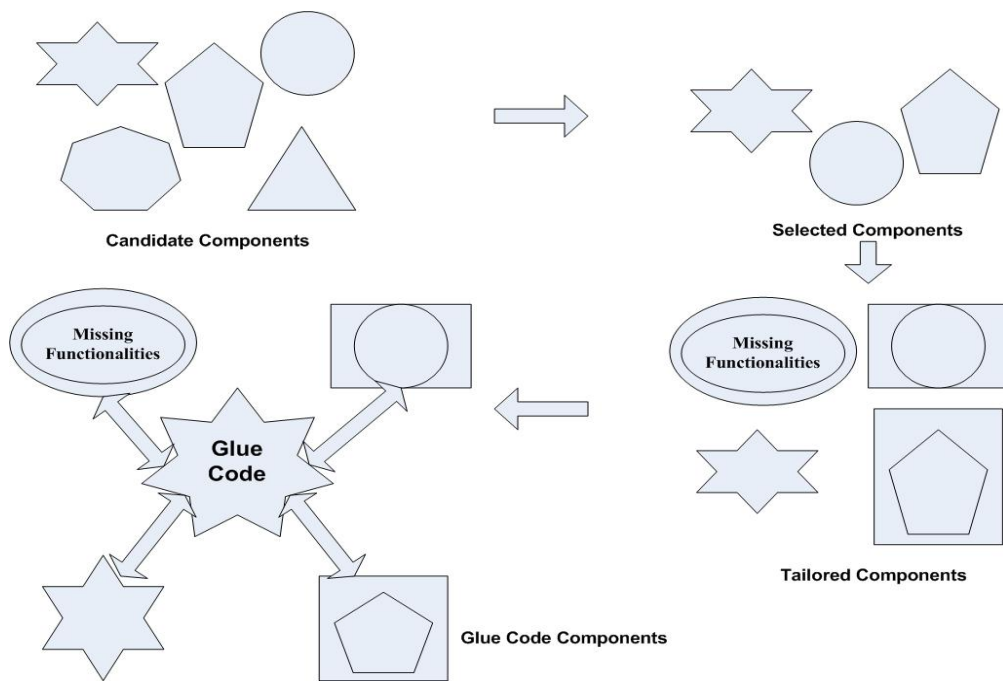 Candidate Components
Selected Components
Missing
Functionalities
Missing
Functionalities
Glue
Code
Tailored Components
Glue Code Components